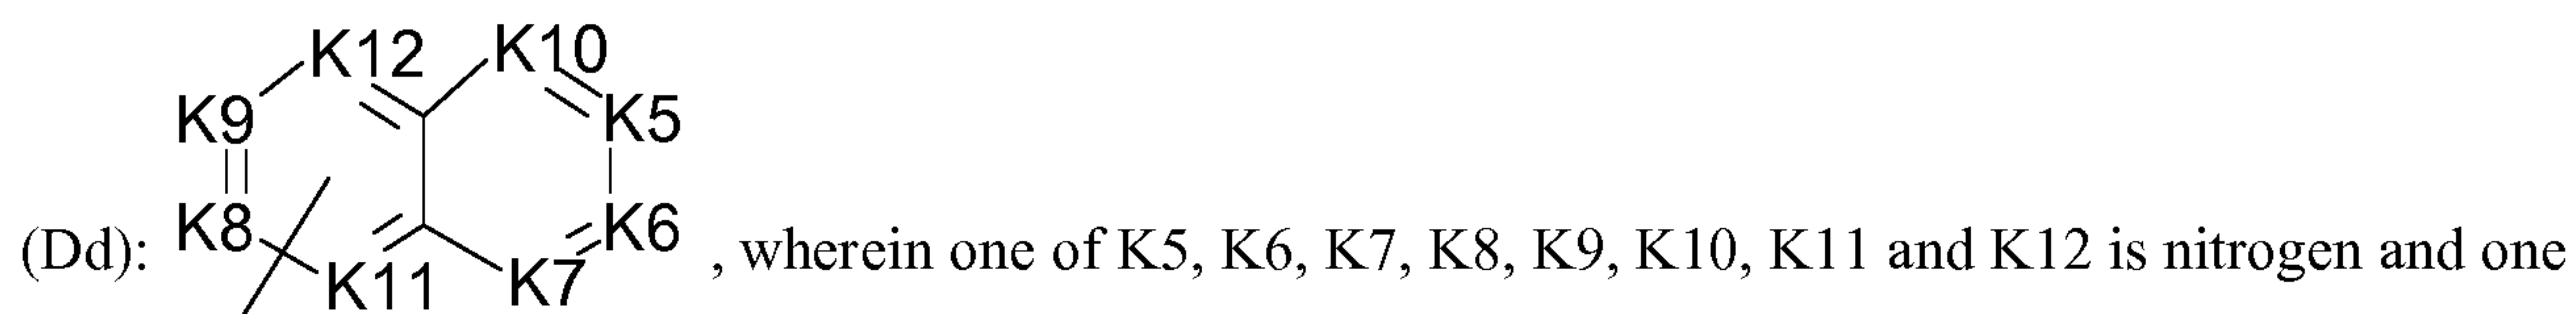 K12 K10
K9 K5
(Dd): K8 K6 , wherein one of K5, K6, K7, K8, K9, K10, K11 and K12 is nitrogen and one
K11 K7